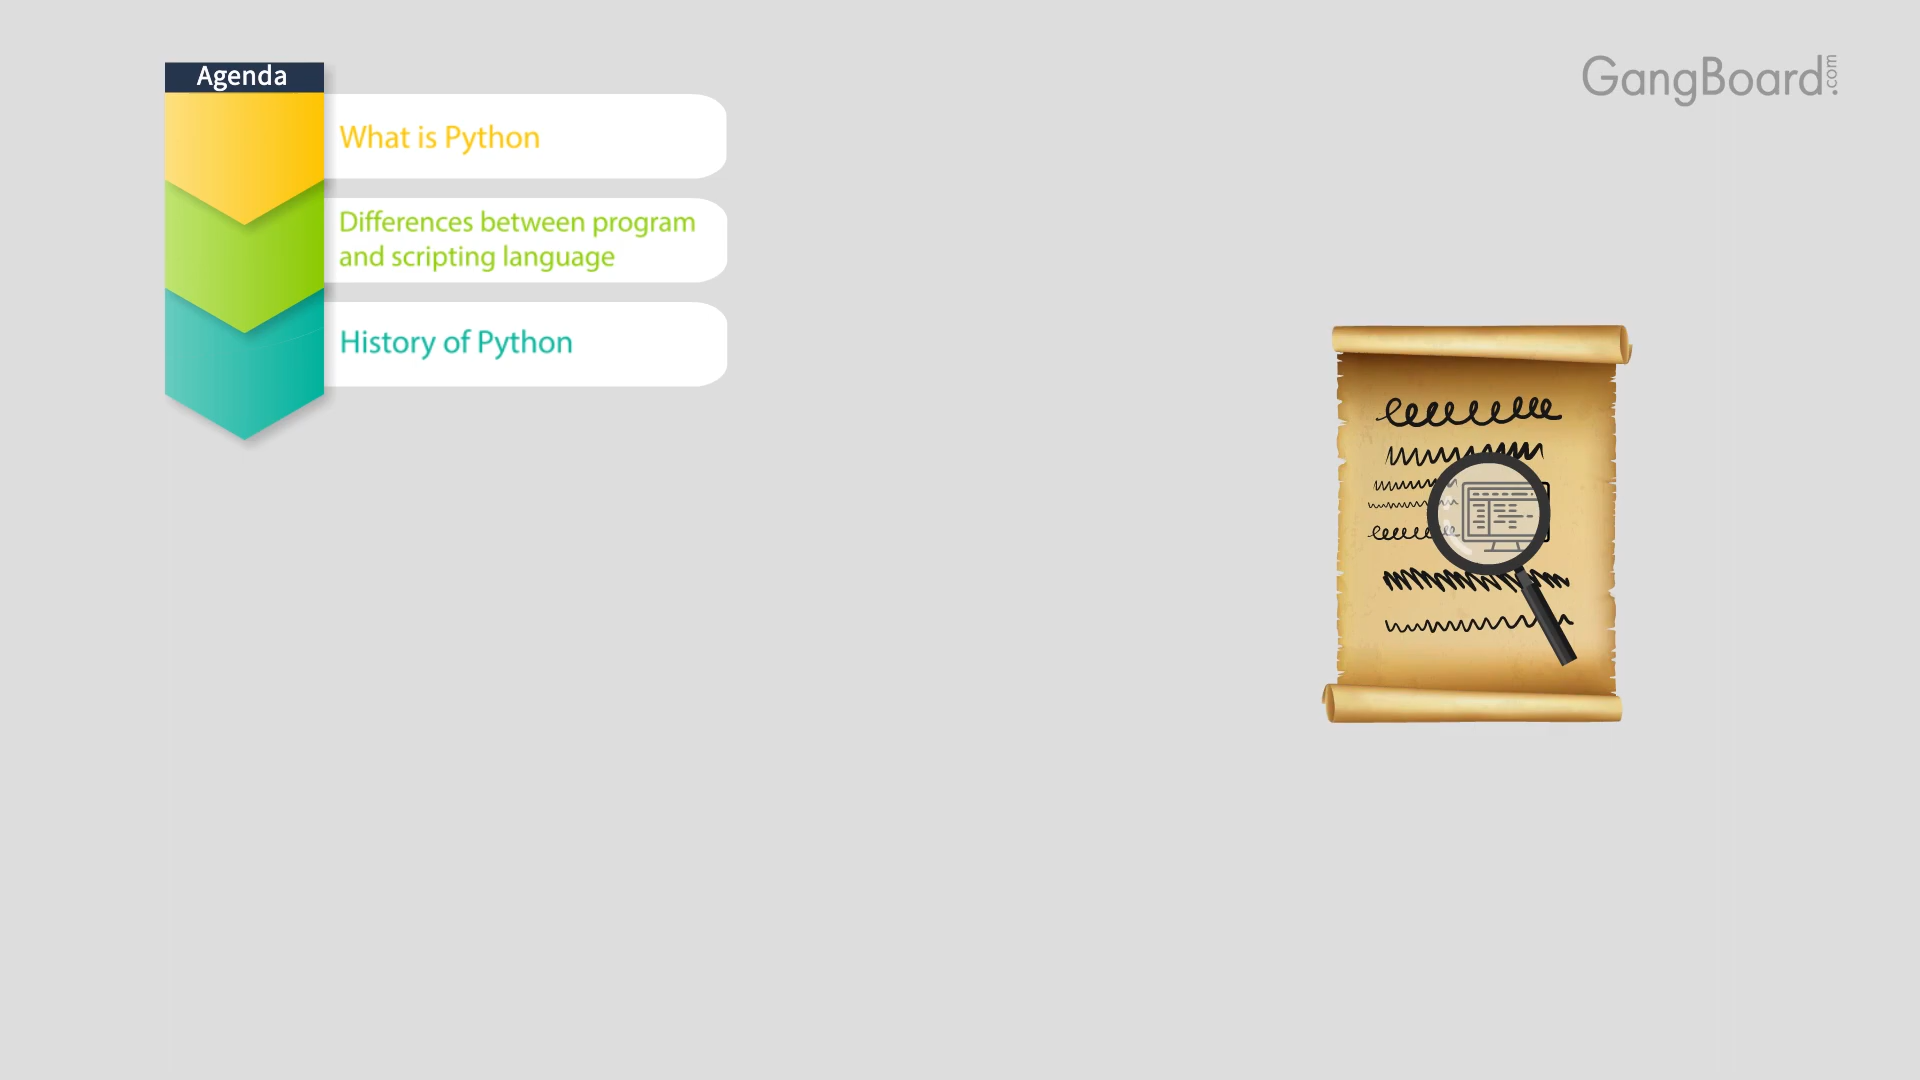 Agenda
GangBoard.com
What is Python
Differences between program
and scripting language
History of Python